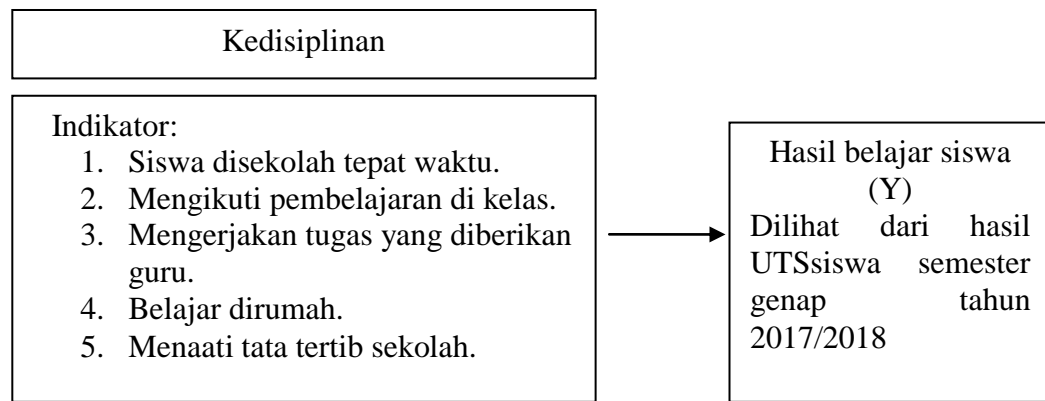 Kedisiplinan
Indikator:
1. Siswa disekolah tepat waktu.
2. Mengikuti pembelajaran di kelas.
3. Mengerjakan tugas yang diberikan
guru.
4. Belajar dirumah.
5. Menaati tata tertib sekolah.
Hasil belajar siswa
(Y)
Dilihat dari hasil
UTSsiswa semester
genap tahun
2017/2018